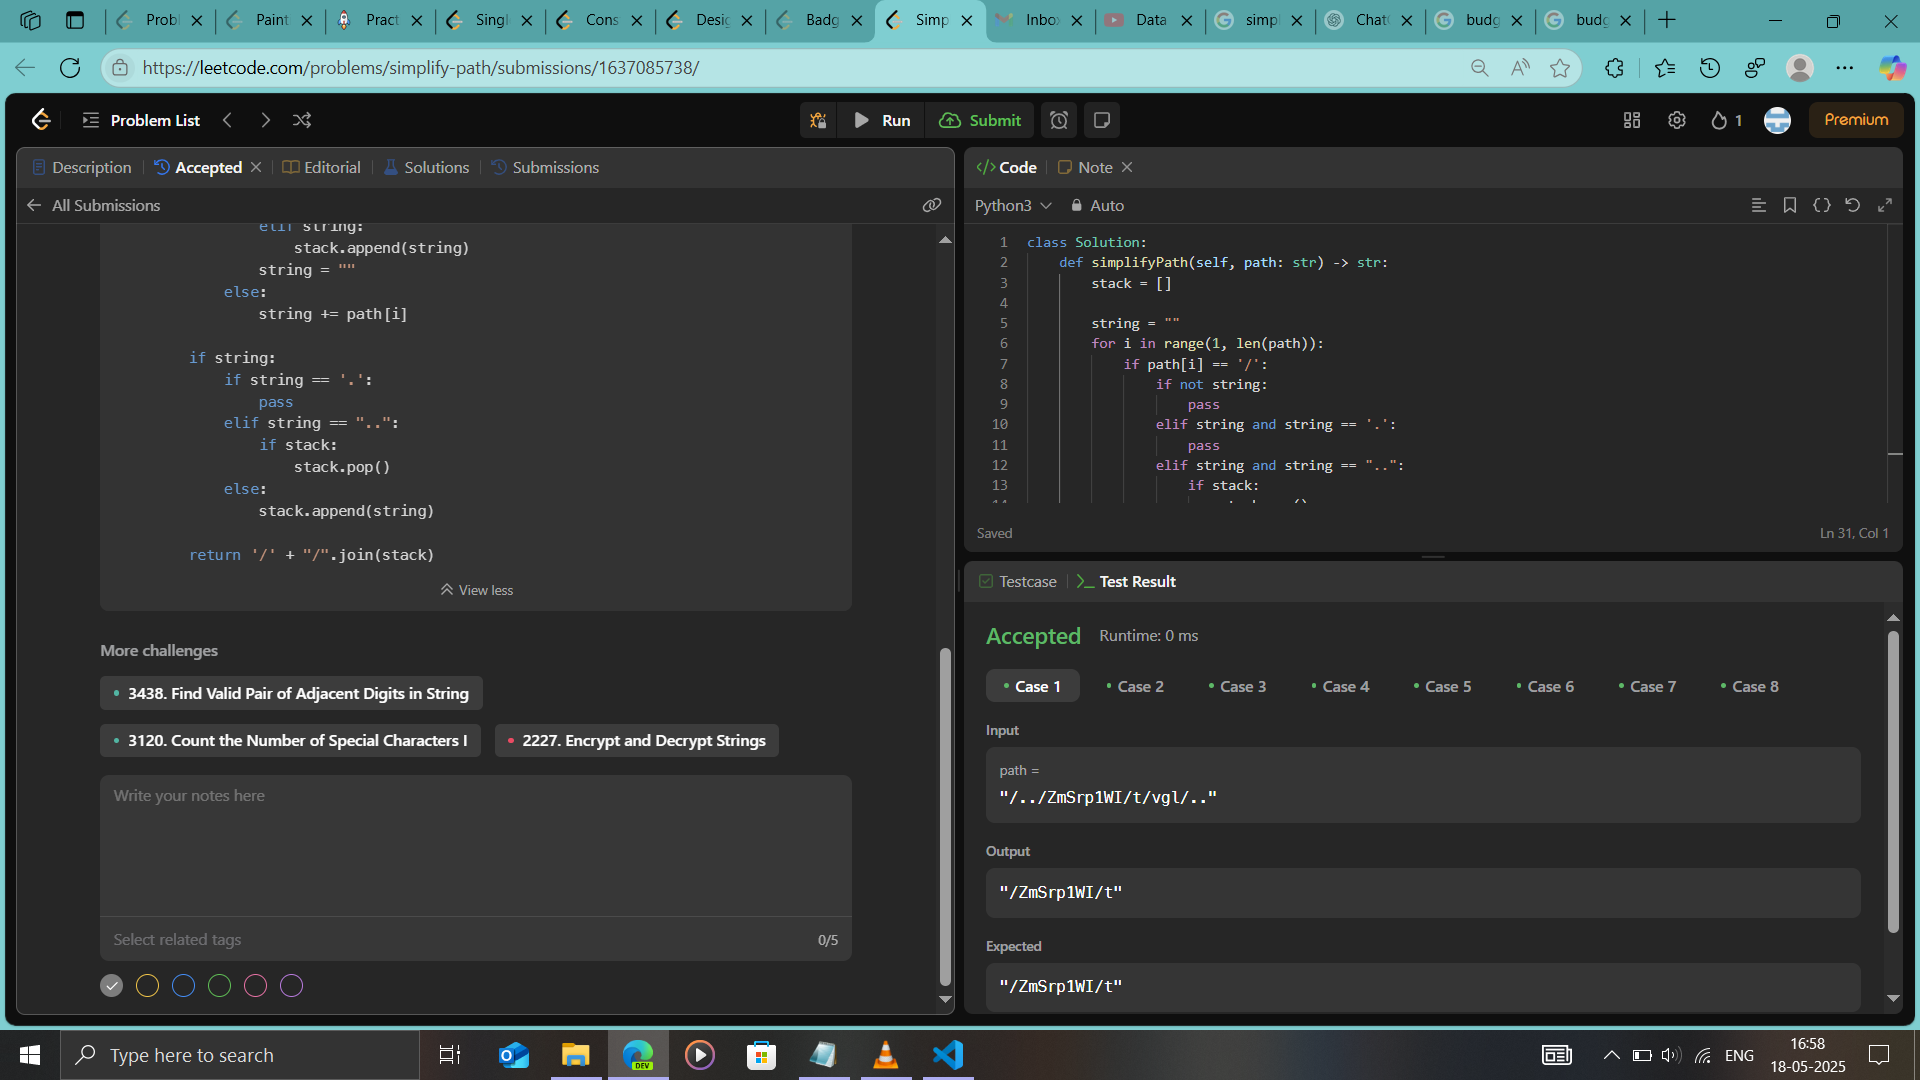 Probl
Paint
Pract
Singl
Cons
Desig
Badg
Simp
Inbox
Data
simpl
Chat
budg
budg
https://leetcode.com/problems/simplify-path/submissions/1637085738/
Problem List
Run
Submit
1
Premium
Description
Accepted
Editorial
Solutions
Submissions
All Submissions
elif string:
stack.append(string)
string = ""
else:
string += path[i]
if string:
if string == '.':
pass
elif string == "..":
if stack:
stack.pop()
else:
stack.append(string)
return '/' + "/".join(stack)
View less
More challenges
3438. Find Valid Pair of Adjacent Digits in String
3120. Count the Number of Special Characters I
2227. Encrypt and Decrypt Strings
Write your notes here
Select related tags
0/5
Code
Note
Python3
Auto
1 class Solution:
2 def simplifyPath(self, path: str) -> str:
3 stack = []
4
5 string = ""
6 for i in range(1, len(path)):
7 if path[i] == '/':
8 if not string:
9 pass
10 elif string and string == '.':
11 pass
12 elif string and string == "..":
13 if stack:
Saved
Ln 31, Col 1
Testcase
Test Result
Accepted
Runtime: 0 ms
Case 1
Case 2
Case 3
Case 4
Case 5
Case 6
Case 7
Case 8
Input
path =
"/../ZmSrp1WI/t/vgl/.."
Output
"/ZmSrp1WI/t"
Expected
"/ZmSrp1WI/t"
Type here to search
DEV
ENG
16:58
18-05-2025